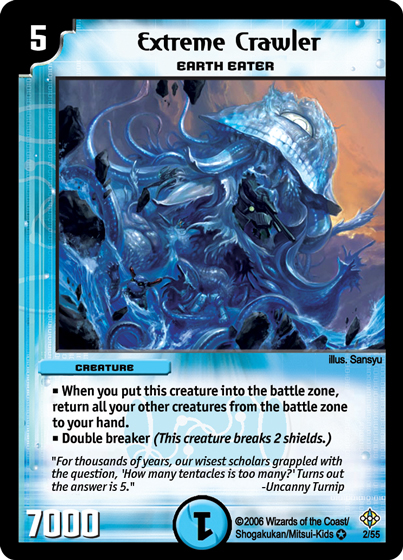 5
Extreme Crawler
EARTH EATER
illus. Sansyu
CREATURE
▪ When you put this creature into the battle zone,
return all your other creatures from the battle zone
to your hand.
▪ Double breaker (This creature breaks 2 shields.)
"For thousands of years, our wisest scholars grappled with
the question, 'How many tentacles is too many?' Turns out
the answer is 5." -Uncanny Turnip
7000
1
©2006 Wizards of the Coast/
Shogakukan/Mitsui-Kids ✪ 2/55